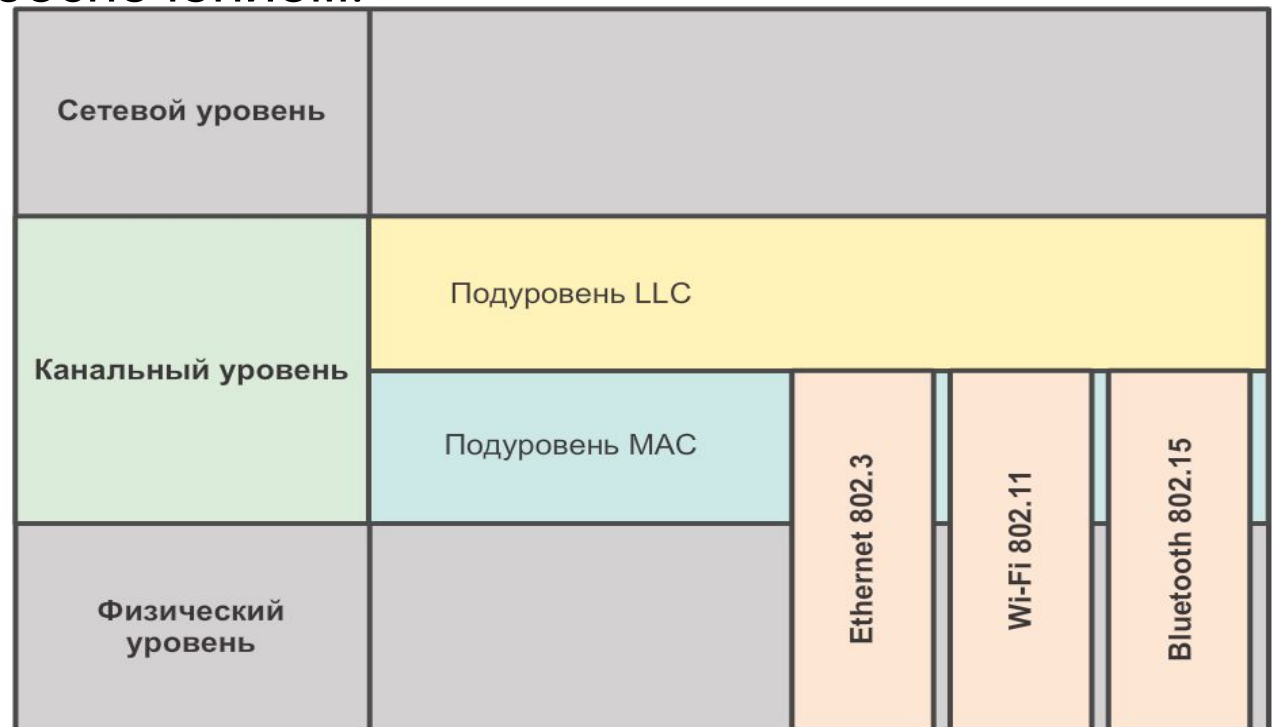 Сетевой уровень
Подуровень LLC
Канальный уровень
Подуровень MAC
Физический
уровень
Ethernet 802.3
Wi-Fi 802.11
Bluetooth 802.15